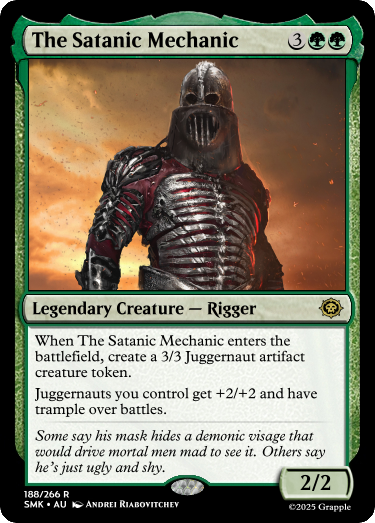 The Satanic Mechanic 3
Legendary Creature — Rigger
When The Satanic Mechanic enters the
battlefield, create a 3/3 Juggernaut artifact
creature token.
Juggernauts you control get +2/+2 and have
trample over battles.
Some say his mask hides a demonic visage that
would drive mortal men mad to see it. Others say
he's just ugly and shy.
2/2
188/266 R
SMK • AU Andrei Riabovitchev
©2025 Grapple